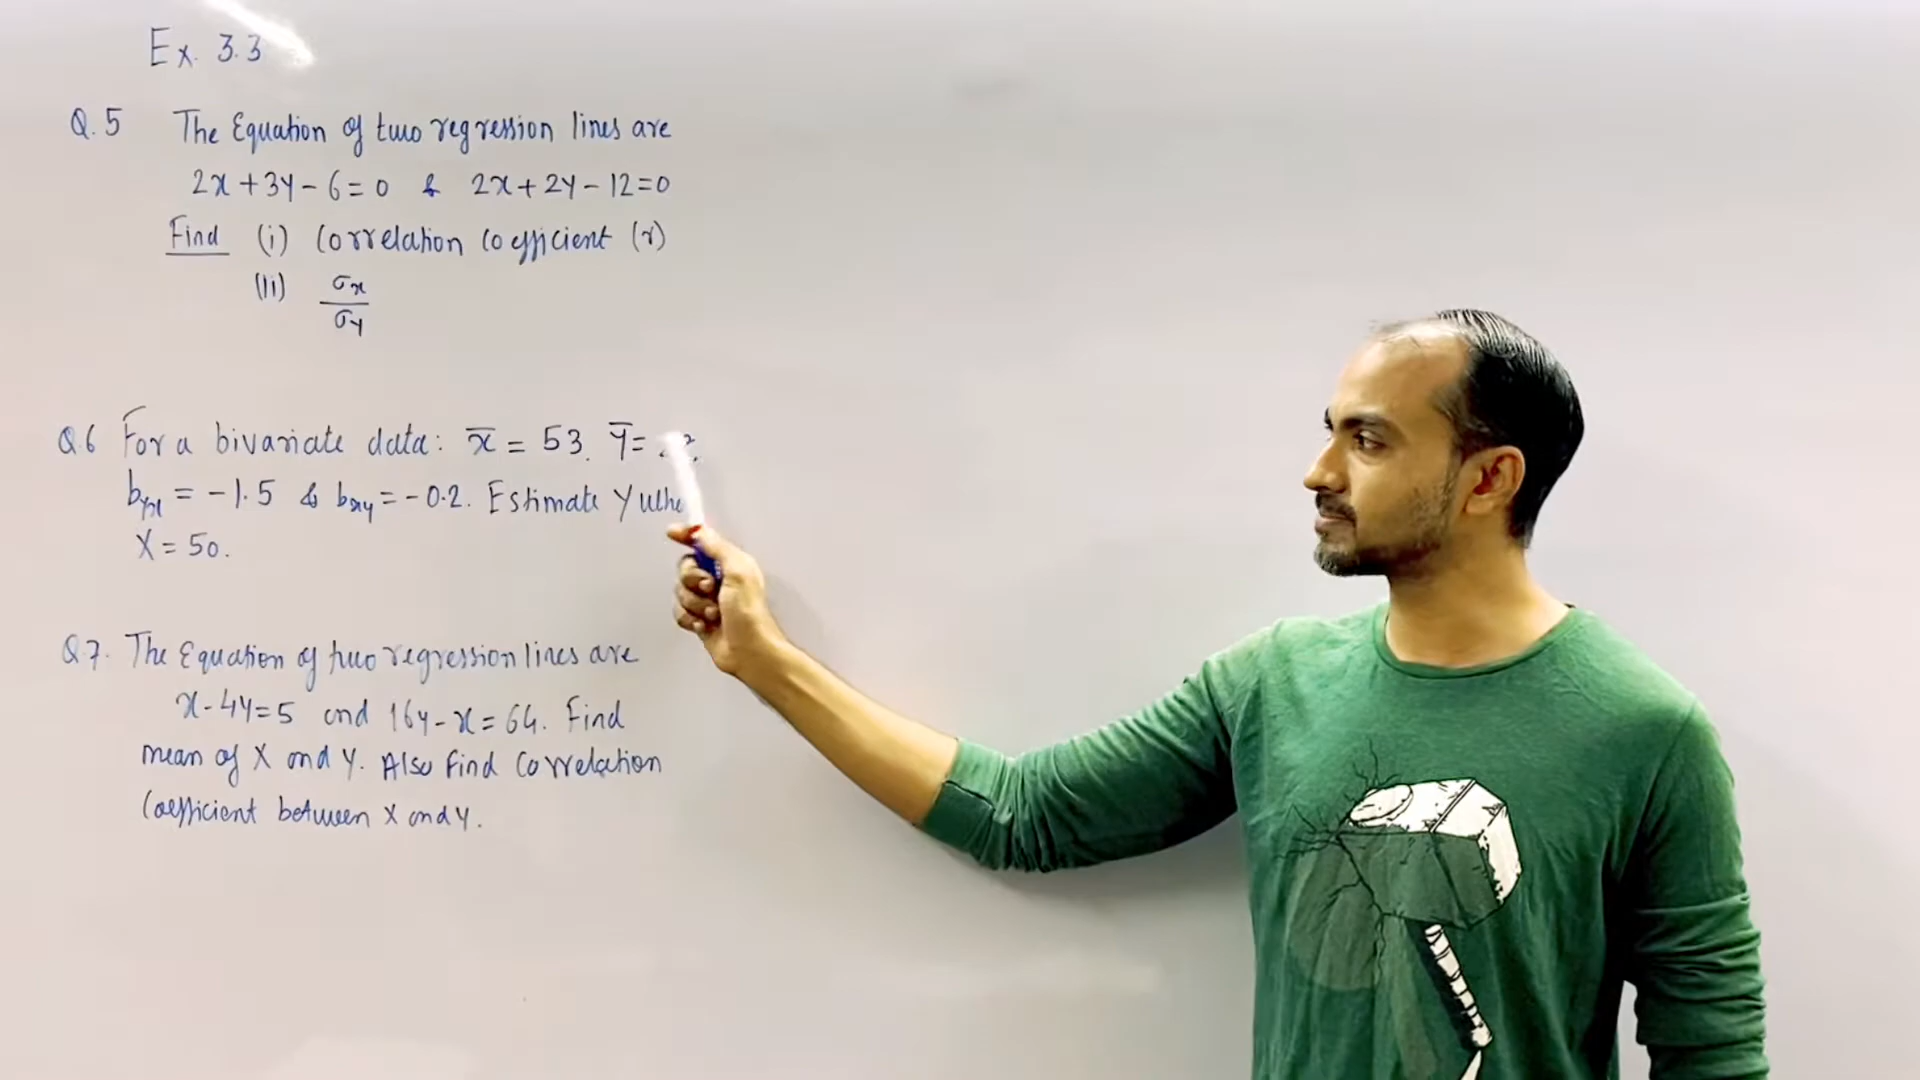 Ex. 3.3
Q.5 The Equation of two regression lines are
2x+3y-6=0 & 2x+2y-12=0
Find (i) Correlation Coefficient (r)
(ii) σx/σy
Q.6 For a bivariate data: x̄ = 53. ȳ=
byx = -1.5 & bxy = -0.2. Estimate Y
X = 50.
Q.7. The Equation of two regression lines are
x-4y=5 and 16y-x=64. Find
mean of X and Y. Also Find Correlation
Coefficient between X and Y.